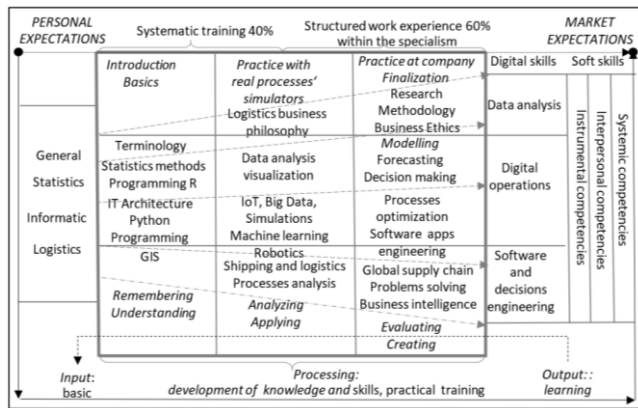 PERSONAL
EXPECTATIONS
Systematic training 40%
Structured work experience 60%
within the specialism
MARKET
EXPECTATIONS
General
Statistics
Informatic
Logistics
Introduction
Basics
Terminology
Statistics methods
Programming R
IT Architecture
Python
Programming
GIS
Remembering
Understanding
Practice with
real processes'
simulators
Logistics business
philosophy
Data analysis
visualization
IoT, Big Data,
Simulations
Machine learning
Robotics
Shipping and logistics
Processes analysis
Analyzing
Applying
Practice at company
Finalization
Research
Methodology
Business Ethics
Modelling
Forecasting
Decision making
Processes
optimization
Software apps
engineering
Global supply chain
Problems solving
Business intelligence
Evaluating
Creating
Digital skills
Soft skills
Data analysis
Digital
operations
Software
and
decisions
engineering
Instrumental competencies
Interpersonal competencies
Systemic competencies
Input:
basic
Processing:
development of knowledge and skills, practical training
Output::
learning